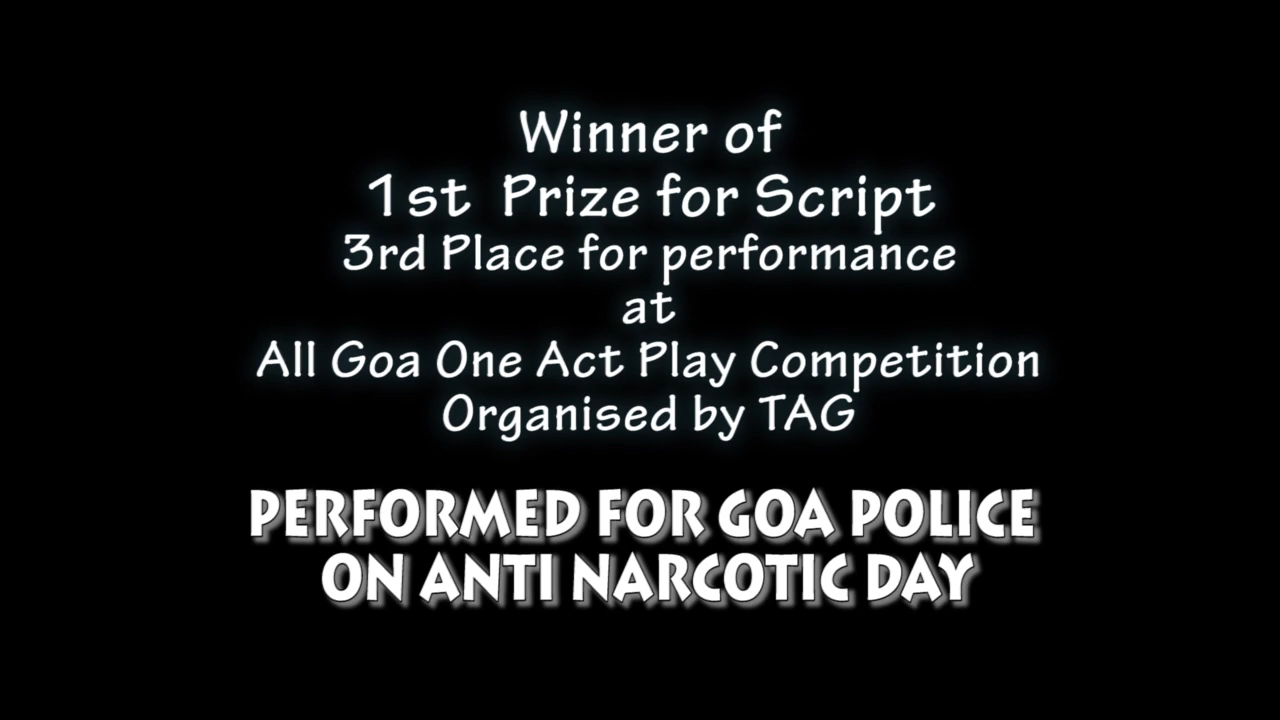 Winner of
1st Prize for Script
3rd Place for performance
at
All Goa One Act Play Competition
Organised by TAG
PERFORMED FOR GOA POLICE
ON ANTI NARCOTIC DAY